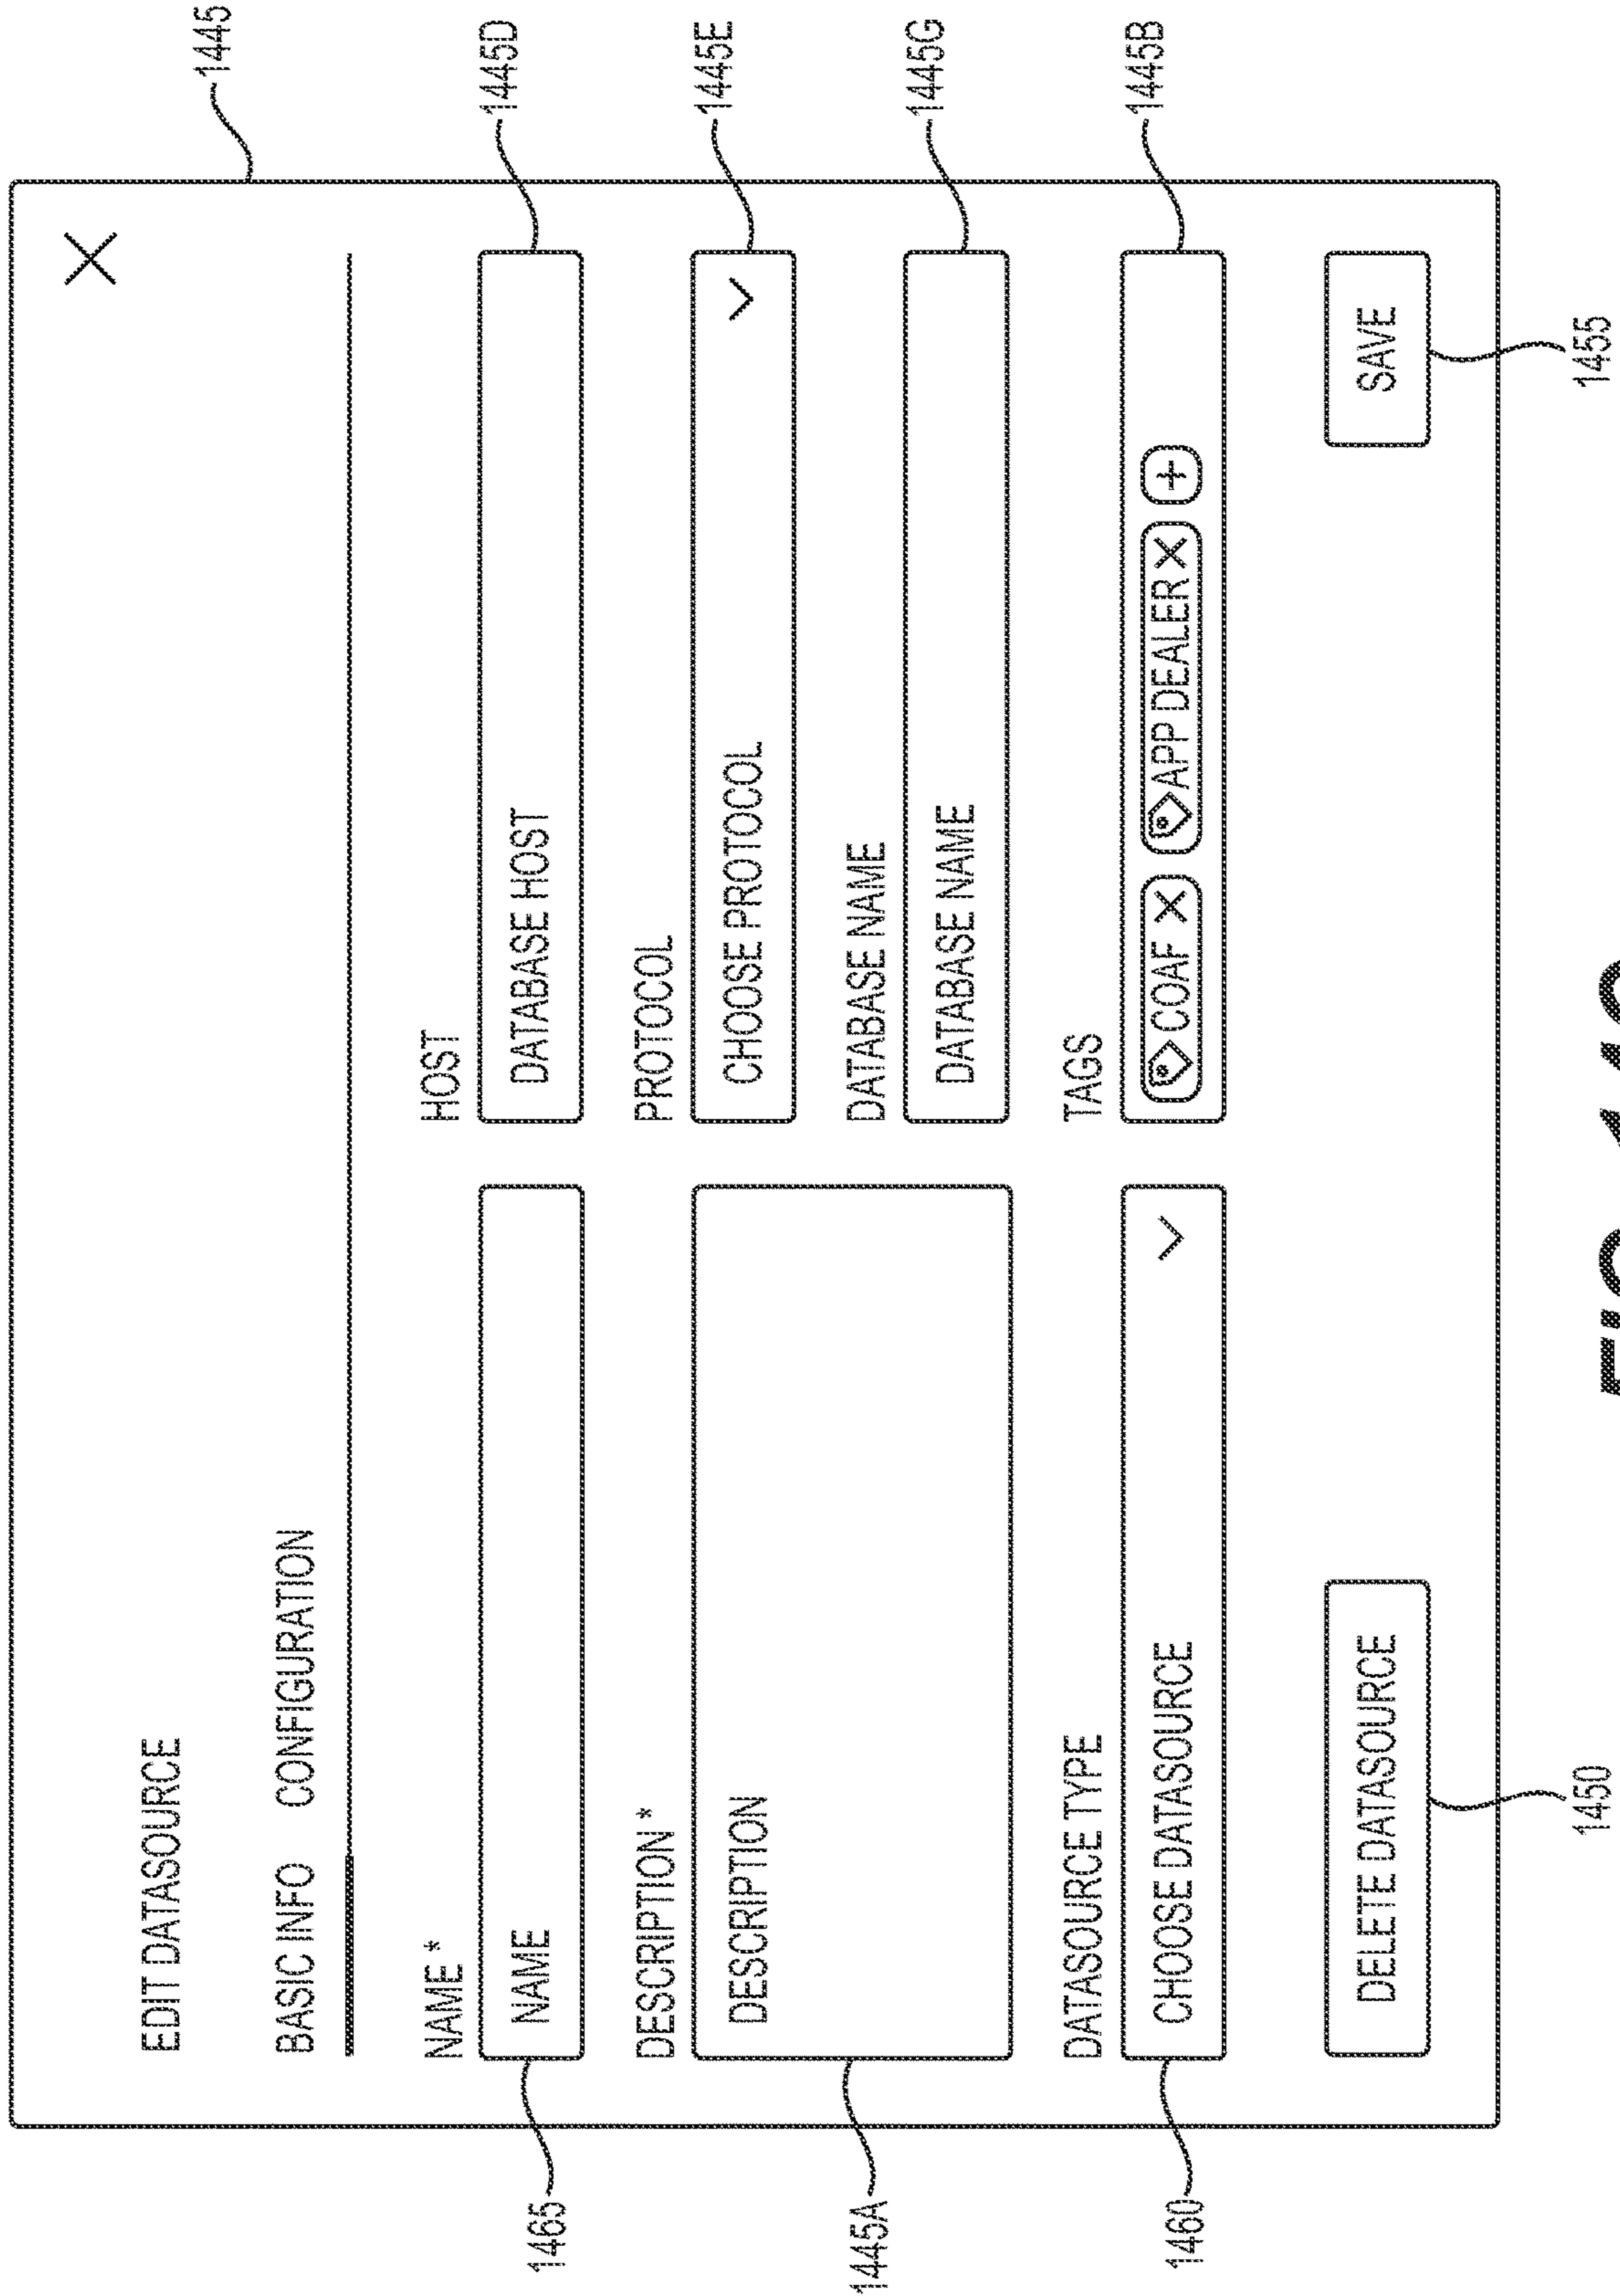 1445
EDIT DATASOURCE
BASIC INFO CONFIGURATION
NAME *
HOST
1465
NAME
DATABASE HOST
1445D
DESCRIPTION *
PROTOCOL
1445A
DESCRIPTION
CHOOSE PROTOCOL
1445E
DATABASE NAME
DATABASE NAME
1445G
DATASOURCE TYPE
TAGS
1460
CHOOSE DATASOURCE
COAF X APP DEALER X +
1445B
DELETE DATASOURCE
SAVE
1450
1455